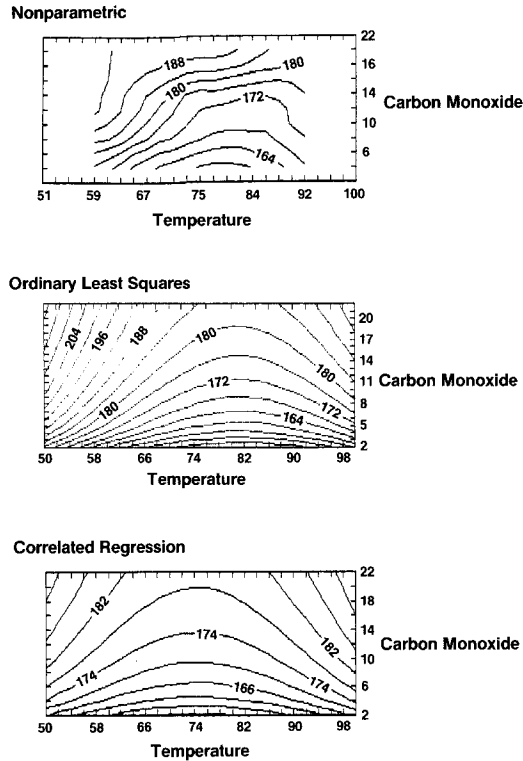 Nonparametric
22
188
180
16
180
14
172
Carbon Monoxide
10
164
6
51 59 67 75 84 92 100
Temperature
Ordinary Least Squares
20
204 196 188 180 17
14
172 180 11 Carbon Monoxide
8
180 172
164 5
2
50 58 66 74 82 90 98
Temperature
Correlated Regression
22
182 18
174 14
182 Carbon Monoxide
10
174 166 174 6
2
50 58 66 74 82 90 98
Temperature